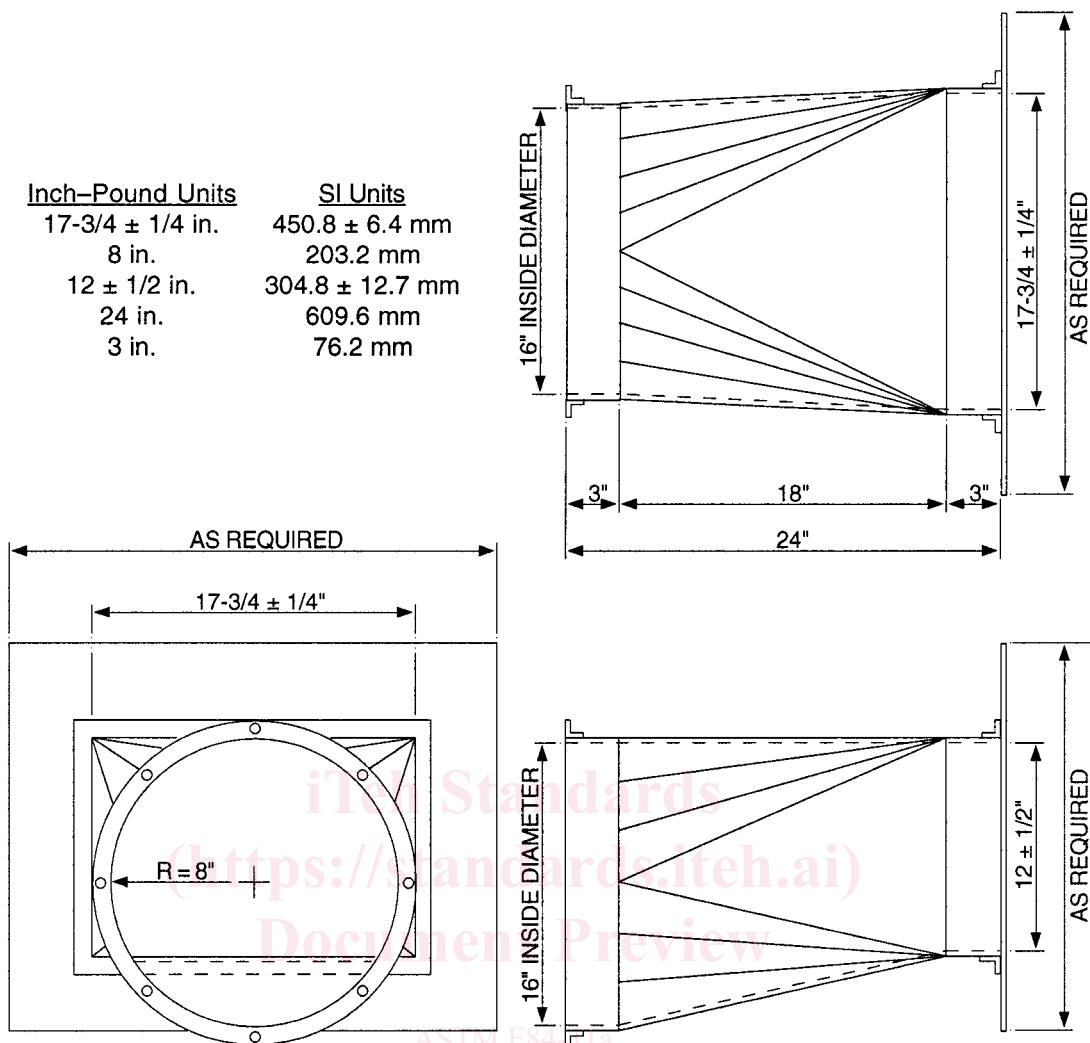 Inch–Pound Units SI Units
17-3/4 ± 1/4 in. 450.8 ± 6.4 mm
8 in. 203.2 mm
12 ± 1/2 in. 304.8 ± 12.7 mm
24 in. 609.6 mm
3 in. 76.2 mm
16" INSIDE DIAMETER
17-3/4 ± 1/4"
AS REQUIRED
3"
18"
3"
24"
AS REQUIRED
17-3/4 ± 1/4"
R = 8"
16" INSIDE DIAMETER
12 ± 1/2"
AS REQUIRED
iTeh Standards
(https://standards.iteh.ai)
Document Preview
ASTM E84-11a